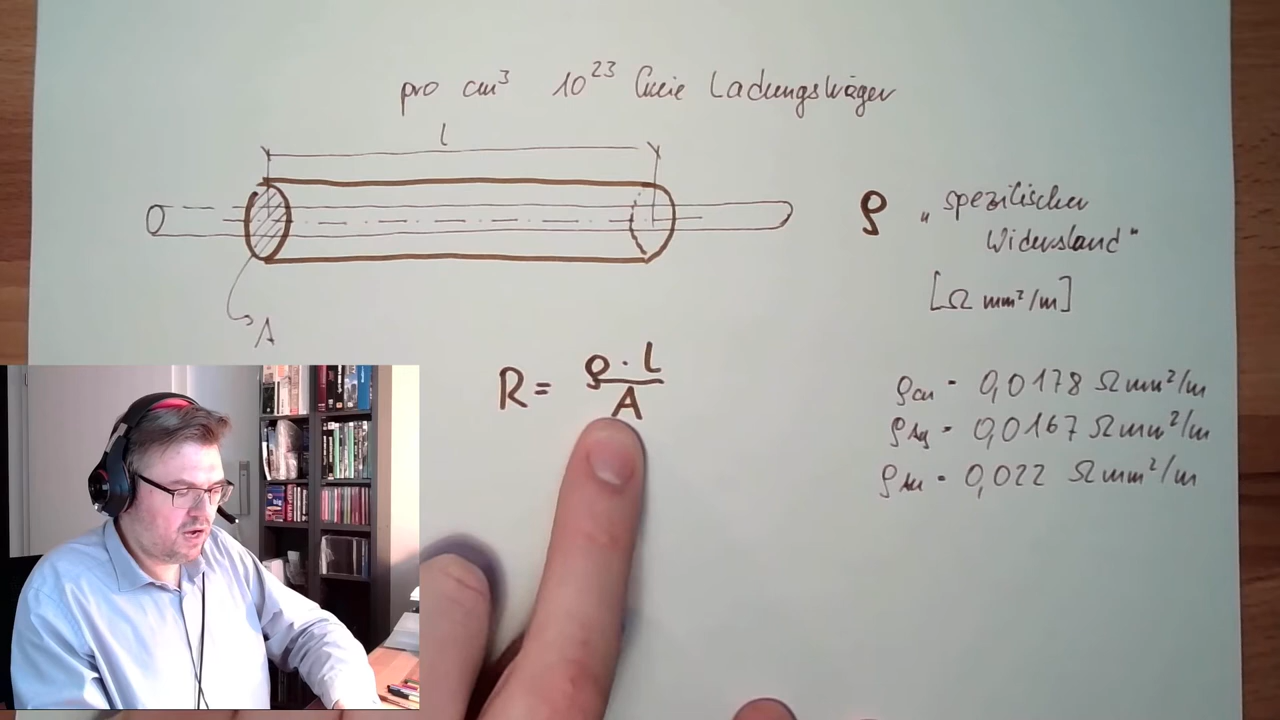 pro cm³ 10²³ freie Ladungsträger
l
ρ „spezifischer
Widerstand"
[Ω mm²/m]
A
R = ρ · l / A
ρCu = 0,0178 Ω mm²/m
ρAg = 0,0167 Ω mm²/m
ρAu = 0,022 Ω mm²/m